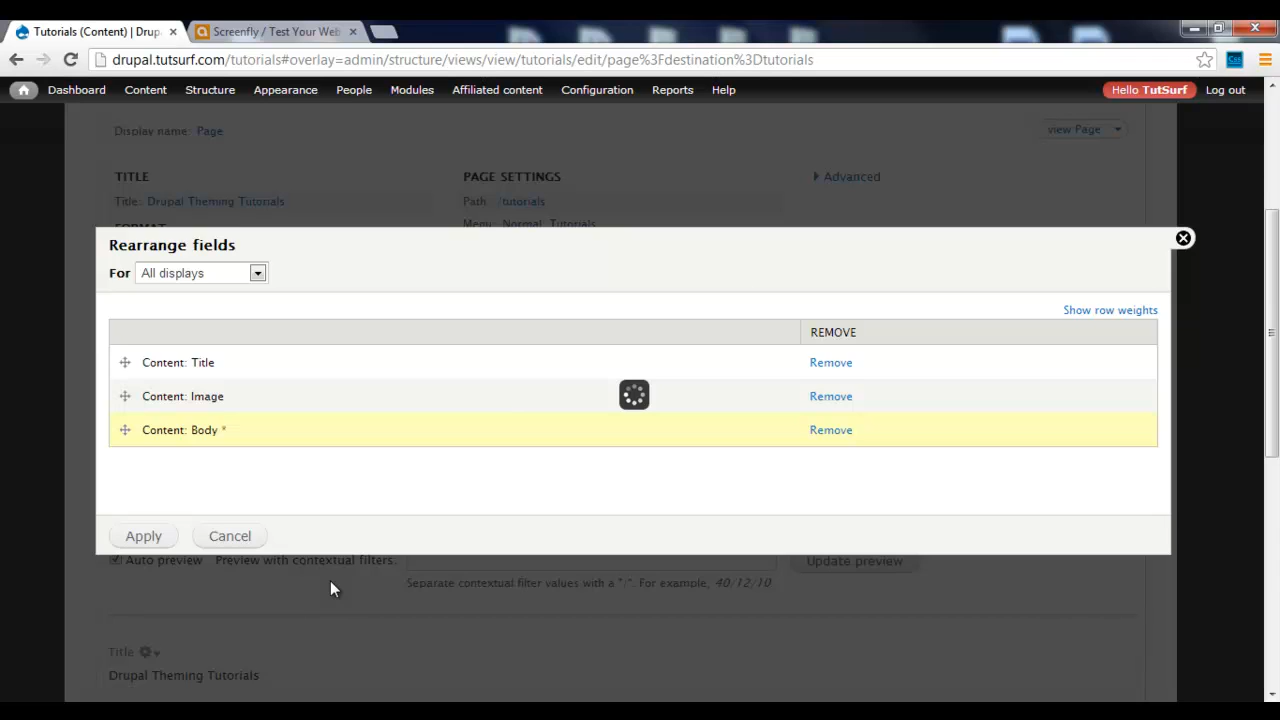 Tutorials (Content) | Drup
Screenfly / Test Your Web
drupal.tutsurf.com/tutorials#overlay=admin/structure/views/view/tutorials/edit/page%3Fdestination%3Dtutorials
Dashboard Content Structure Appearance People Modules Affiliated content Configuration Reports Help Hello TutSurf Log out
Display name: Page view Page
TITLE PAGE SETTINGS Advanced
Title: Drupal Theming Tutorials Path: /tutorials
Menu: Normal: Tutorials
FORMAT
Rearrange fields
For All displays
Show row weights
REMOVE
Content: Title Remove
Content: Image Remove
Content: Body * Remove
Apply Cancel
Auto preview Preview with contextual filters: Update preview
Separate contextual filter values with a "/". For example, 40/12/10
Title
Drupal Theming Tutorials